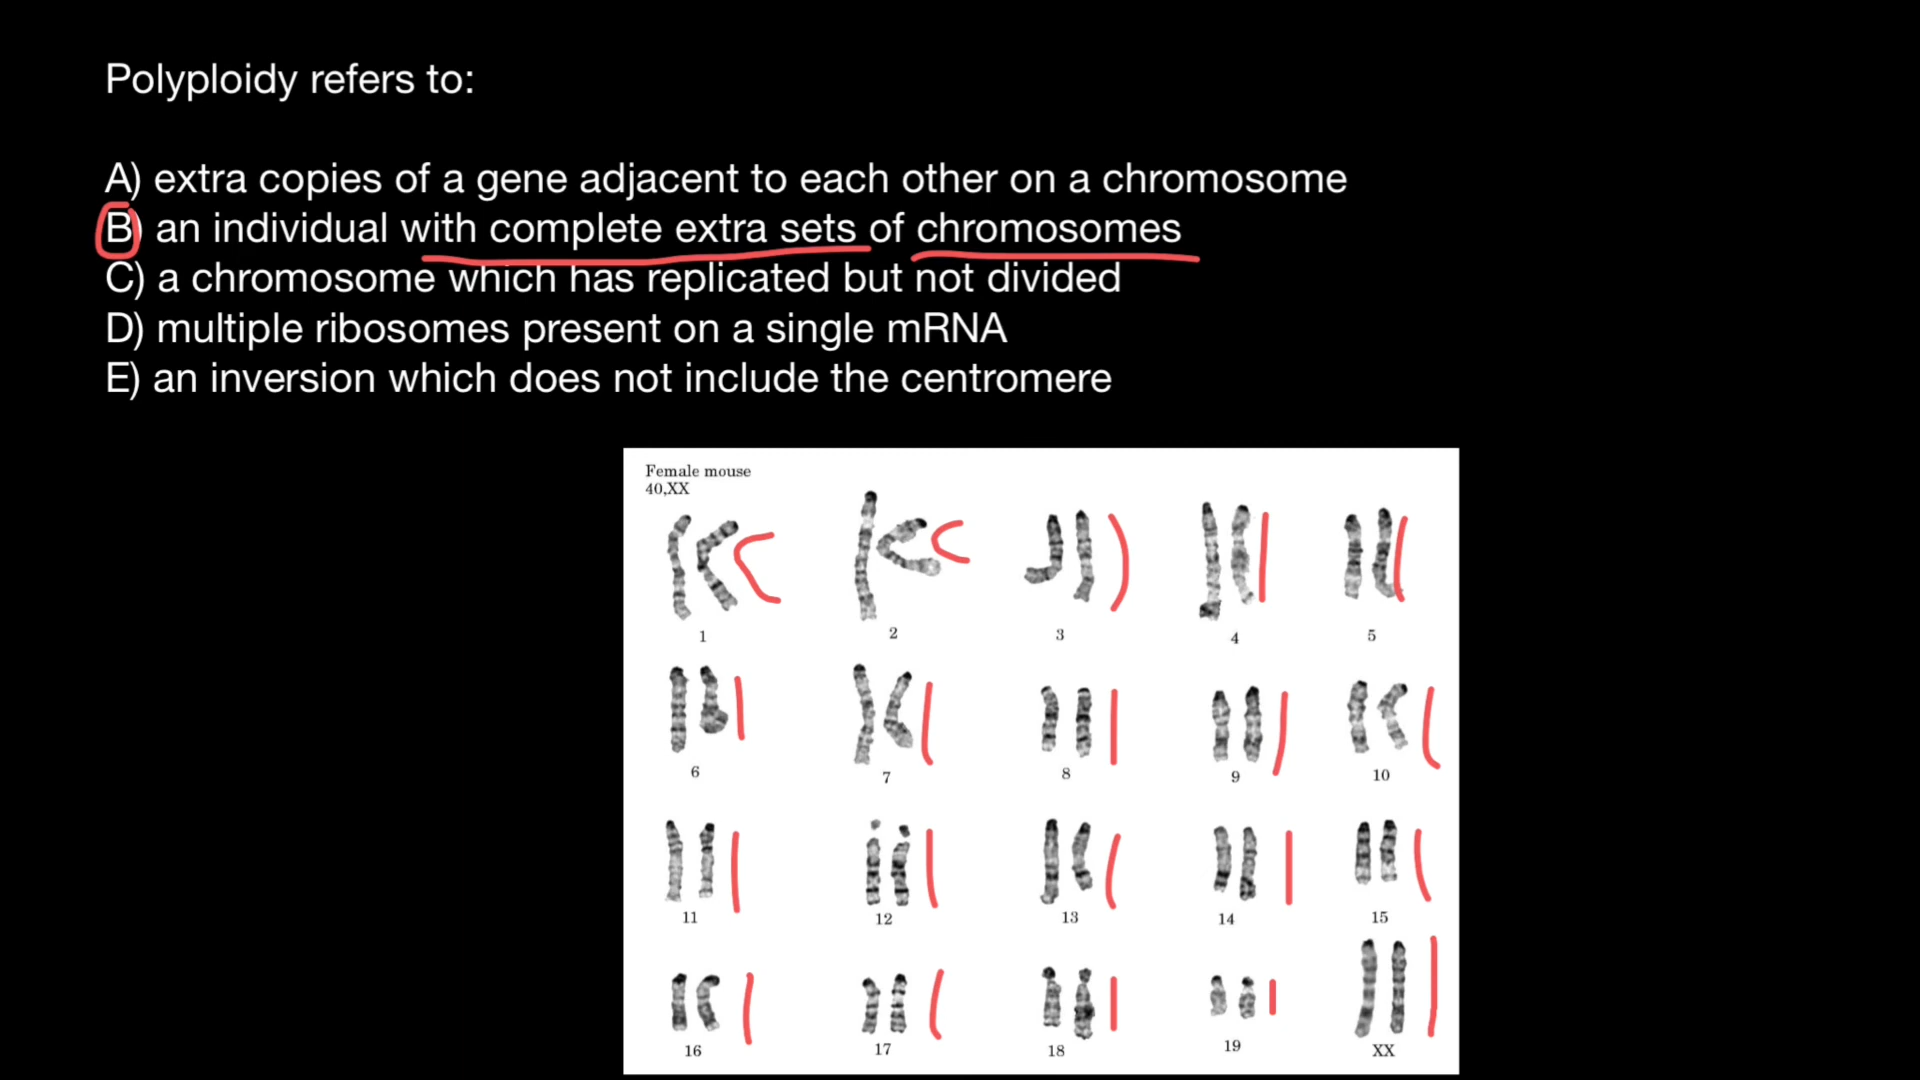 Polyploidy refers to:
A) extra copies of a gene adjacent to each other on a chromosome
B) an individual with complete extra sets of chromosomes
C) a chromosome which has replicated but not divided
D) multiple ribosomes present on a single mRNA
E) an inversion which does not include the centromere
Female mouse
40,XX
1 2 3 4 5
6 7 8 9 10
11 12 13 14 15
16 17 18 19 XX